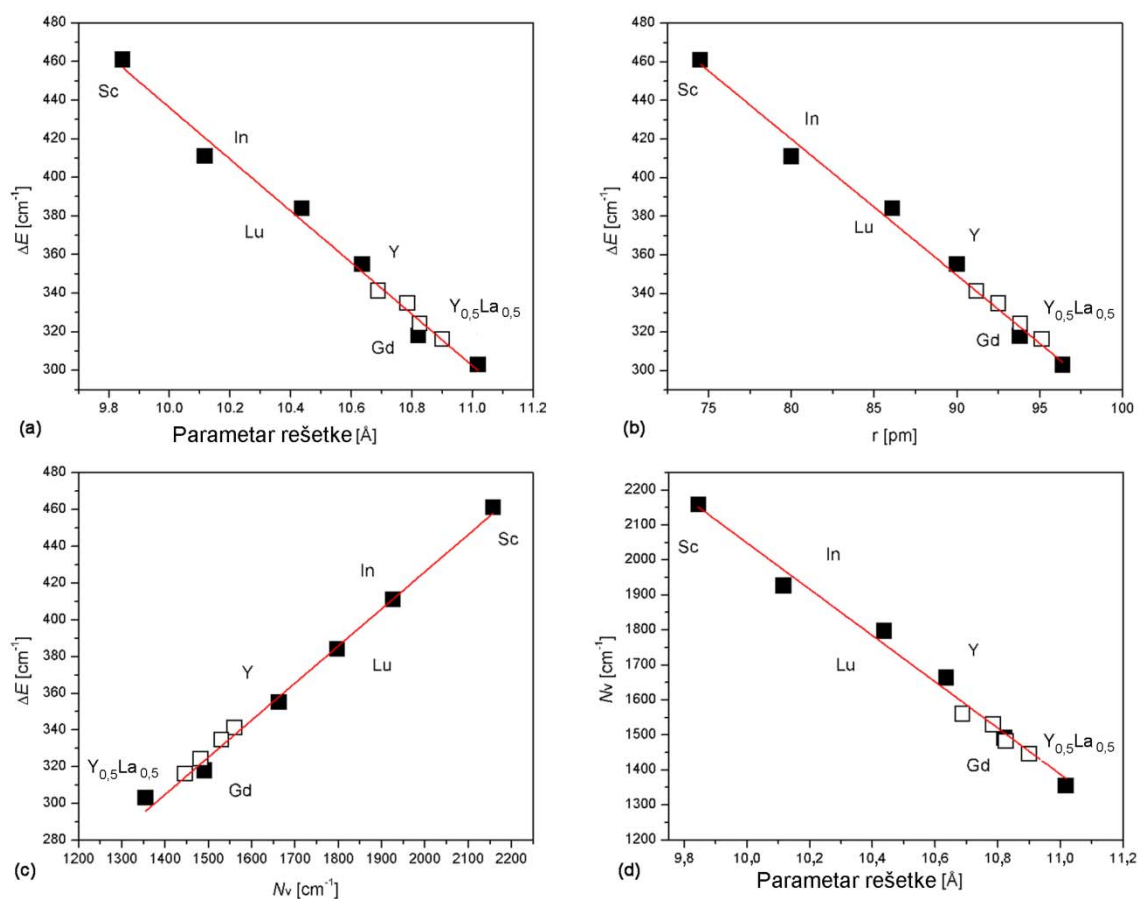 480
460
440
420
400
380
360
340
320
300
ΔE [cm⁻¹]
Sc
In
Lu
Y
Y₀,₅La₀,₅
Gd
9.8 10.0 10.2 10.4 10.6 10.8 11.0 11.2
(a) Parametar rešetke [Å]
480
460
440
420
400
380
360
340
320
300
ΔE [cm⁻¹]
Sc
In
Lu
Y
Y₀,₅La₀,₅
Gd
75 80 85 90 95 100
(b) r [pm]
480
460
440
420
400
380
360
340
320
300
280
ΔE [cm⁻¹]
Sc
In
Lu
Y
Y₀,₅La₀,₅
Gd
1200 1300 1400 1500 1600 1700 1800 1900 2000 2100 2200
(c) Nᵥ [cm⁻¹]
2200
2100
2000
1900
1800
1700
1600
1500
1400
1300
1200
Nᵥ [cm⁻¹]
Sc
In
Lu
Y
Y₀,₅La₀,₅
Gd
9,8 10,0 10,2 10,4 10,6 10,8 11,0 11,2
(d) Parametar rešetke [Å]